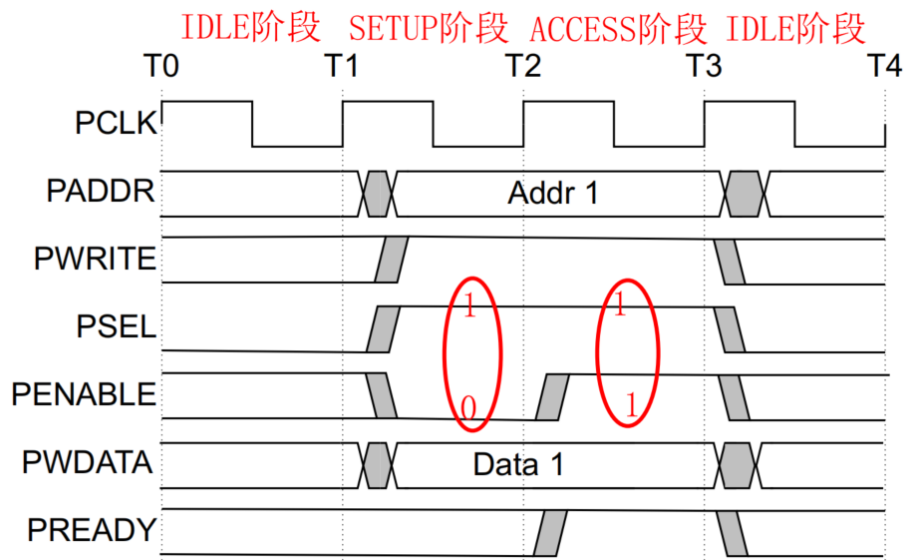 IDLE阶段 SETUP阶段 ACCESS阶段 IDLE阶段
T0 T1 T2 T3 T4
PCLK
PADDR Addr 1
PWRITE
PSEL 1 1
PENABLE 0 1
PWDATA Data 1
PREADY